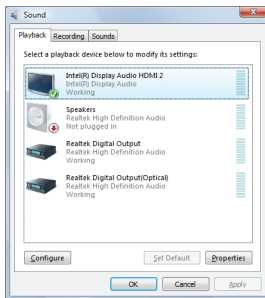 Sound
Playback Recording Sounds
Select a playback device below to modify its settings:
Intel(R) Display Audio HDMI 2
Intel(R) Display Audio
Working
Speakers
Realtek High Definition Audio
Not plugged in
Realtek Digital Output
Realtek High Definition Audio
Working
Realtek Digital Output(Optical)
Realtek High Definition Audio
Working
Configure Set Default Properties
OK Cancel Apply